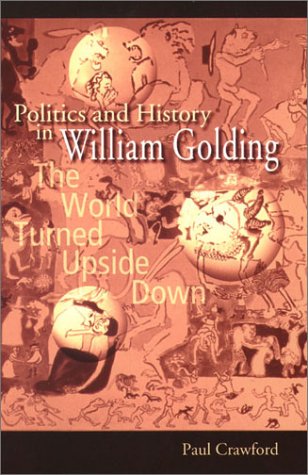 Politics and History
in William Golding
The
World
Turned
Upside
Down
Paul Crawford